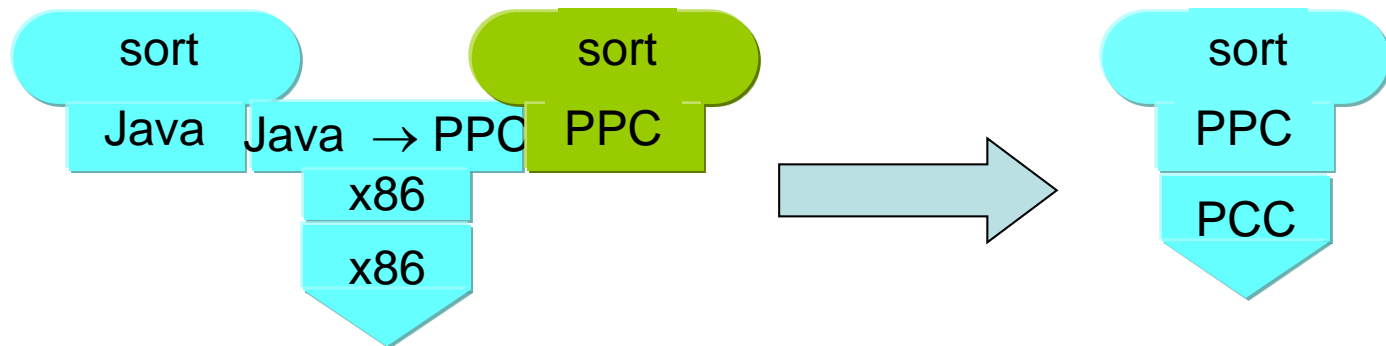 sort
Java
Java → PPC
x86
x86
sort
PPC
sort
PPC
PCC